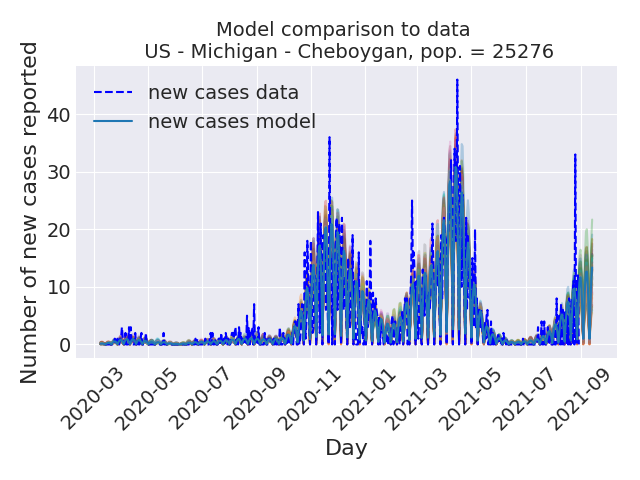 Model comparison to data
US - Michigan - Cheboygan, pop. = 25276
Number of new cases reported
new cases data
new cases model
40
30
20
10
0
2020-03
2020-05
2020-07
2020-09
2020-11
2021-01
2021-03
2021-05
2021-07
2021-09
Day